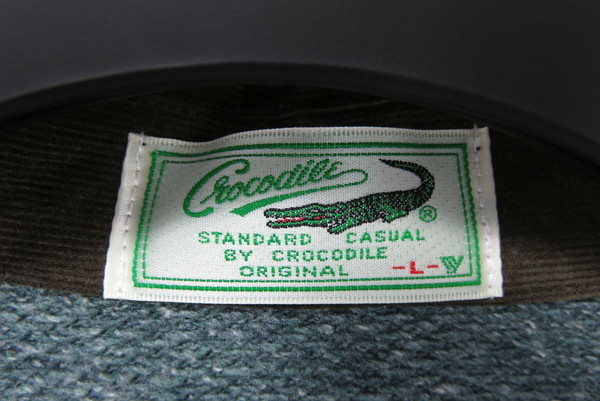 Crocodile
®
STANDARD CASUAL
BY CROCODILE
ORIGINAL -L-